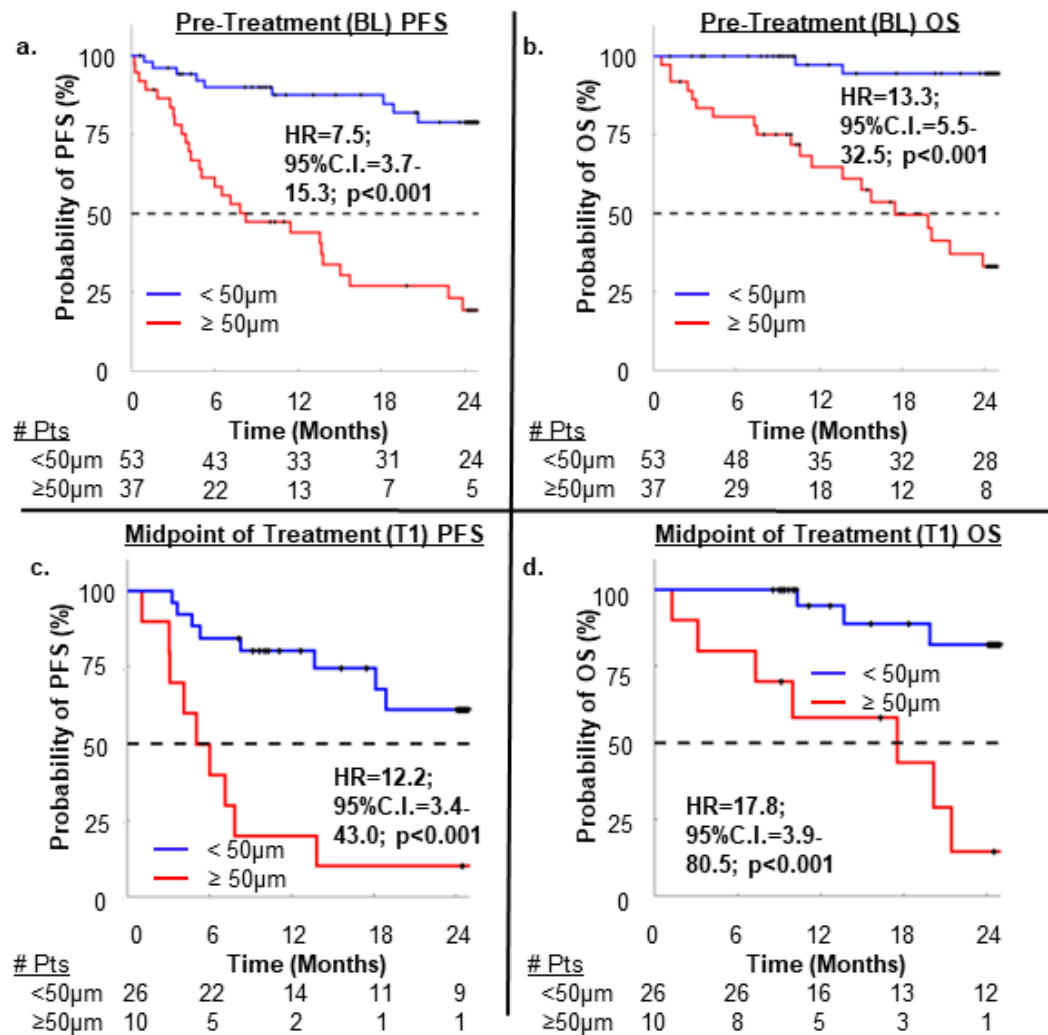 Pre-Treatment (BL) PFS
a.
Probability of PFS (%)
100
75
50
25
0
HR=7.5;
95%C.I.=3.7-
15.3; p<0.001
< 50µm
≥ 50µm
0 6 12 18 24
# Pts Time (Months)
<50µm 53 43 33 31 24
≥50µm 37 22 13 7 5
Pre-Treatment (BL) OS
b.
Probability of OS (%)
100
75
50
25
0
HR=13.3;
95%C.I.=5.5-
32.5; p<0.001
< 50µm
≥ 50µm
0 6 12 18 24
# Pts Time (Months)
<50µm 53 48 35 32 28
≥50µm 37 29 18 12 8
Midpoint of Treatment (T1) PFS
c.
Probability of PFS (%)
100
75
50
25
0
HR=12.2;
95%C.I.=3.4-
43.0; p<0.001
< 50µm
≥ 50µm
0 6 12 18 24
# Pts Time (Months)
<50µm 26 22 14 11 9
≥50µm 10 5 2 1 1
Midpoint of Treatment (T1) OS
d.
Probability of OS (%)
100
75
50
25
0
< 50µm
≥ 50µm
HR=17.8;
95%C.I.=3.9-
80.5; p<0.001
0 6 12 18 24
# Pts Time (Months)
<50µm 26 26 16 13 12
≥50µm 10 8 5 3 1